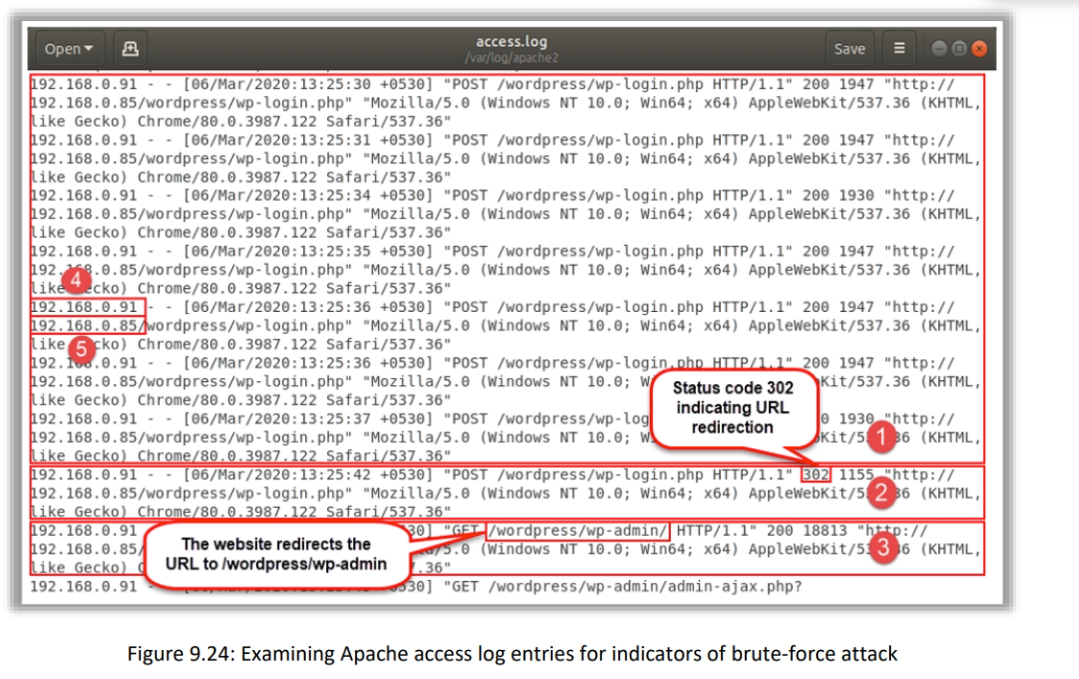 Open
access.log
/var/log/apache2
Save
192.168.0.91 - - [06/Mar/2020:13:25:30 +0530] "POST /wordpress/wp-login.php HTTP/1.1" 200 1947 "http://
192.168.0.85/wordpress/wp-login.php" "Mozilla/5.0 (Windows NT 10.0; Win64; x64) AppleWebKit/537.36 (KHTML,
like Gecko) Chrome/80.0.3987.122 Safari/537.36"
192.168.0.91 - - [06/Mar/2020:13:25:31 +0530] "POST /wordpress/wp-login.php HTTP/1.1" 200 1947 "http://
192.168.0.85/wordpress/wp-login.php" "Mozilla/5.0 (Windows NT 10.0; Win64; x64) AppleWebKit/537.36 (KHTML,
like Gecko) Chrome/80.0.3987.122 Safari/537.36"
192.168.0.91 - - [06/Mar/2020:13:25:34 +0530] "POST /wordpress/wp-login.php HTTP/1.1" 200 1930 "http://
192.168.0.85/wordpress/wp-login.php" "Mozilla/5.0 (Windows NT 10.0; Win64; x64) AppleWebKit/537.36 (KHTML,
like Gecko) Chrome/80.0.3987.122 Safari/537.36"
192.168.0.91 - - [06/Mar/2020:13:25:35 +0530] "POST /wordpress/wp-login.php HTTP/1.1" 200 1947 "http://
192. 8.0.85/wordpress/wp-login.php" "Mozilla/5.0 (Windows NT 10.0; Win64; x64) AppleWebKit/537.36 (KHTML,
4
like cko) Chrome/80.0.3987.122 Safari/537.36"
192.168.0.91 - - [06/Mar/2020:13:25:36 +0530] "POST /wordpress/wp-login.php HTTP/1.1" 200 1947 "http://
192.168.0.85/wordpress/wp-login.php" "Mozilla/5.0 (Windows NT 10.0; Win64; x64) AppleWebKit/537.36 (KHTML,
like cko) Chrome/80.0.3987.122 Safari/537.36"
5
192.168.0.91 - - [06/Mar/2020:13:25:36 +0530] "POST /wordpress/wp-login.php HTTP/1.1" 200 1947 "http://
192.168.0.85/wordpress/wp-login.php" "Mozilla/5.0 (Windows NT 10.0; W Kit/537.36 (KHTML,
like Gecko) Chrome/80.0.3987.122 Safari/537.36"
Status code 302
indicating URL
redirection
192.168.0.91 - - [06/Mar/2020:13:25:37 +0530] "POST /wordpress/wp-log 0 1930 "http://
192.168.0.85/wordpress/wp-login.php" "Mozilla/5.0 (Windows NT 10.0; W Kit/5 36 (KHTML,
1
like Gecko) Chrome/80.0.3987.122 Safari/537.36"
192.168.0.91 - - [06/Mar/2020:13:25:42 +0530] "POST /wordpress/wp-login.php HTTP/1.1" 302 1155 "http://
192.168.0.85/wordpress/wp-login.php" "Mozilla/5.0 (Windows NT 10.0; Win64; x64) AppleWebKit/5 6 (KHTML,
2
like Gecko) Chrome/80.0.3987.122 Safari/537.36"
192.168.0.91 30] "GET /wordpress/wp-admin/ HTTP/1.1" 200 18813 "http://
192.168.0.85/ /5.0 (Windows NT 10.0; Win64; x64) AppleWebKit/53 6 (KHTML,
3
like Gecko) C 7.36"
The website redirects the
URL to /wordpress/wp-admin
192.168.0.91 - 0530] "GET /wordpress/wp-admin/admin-ajax.php?
Figure 9.24: Examining Apache access log entries for indicators of brute-force attack